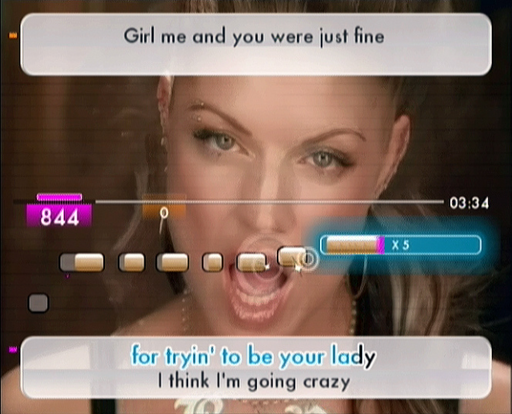 Girl me and you were just fine
03:34
844
0
X 5
for tryin' to be your lady
I think I'm going crazy